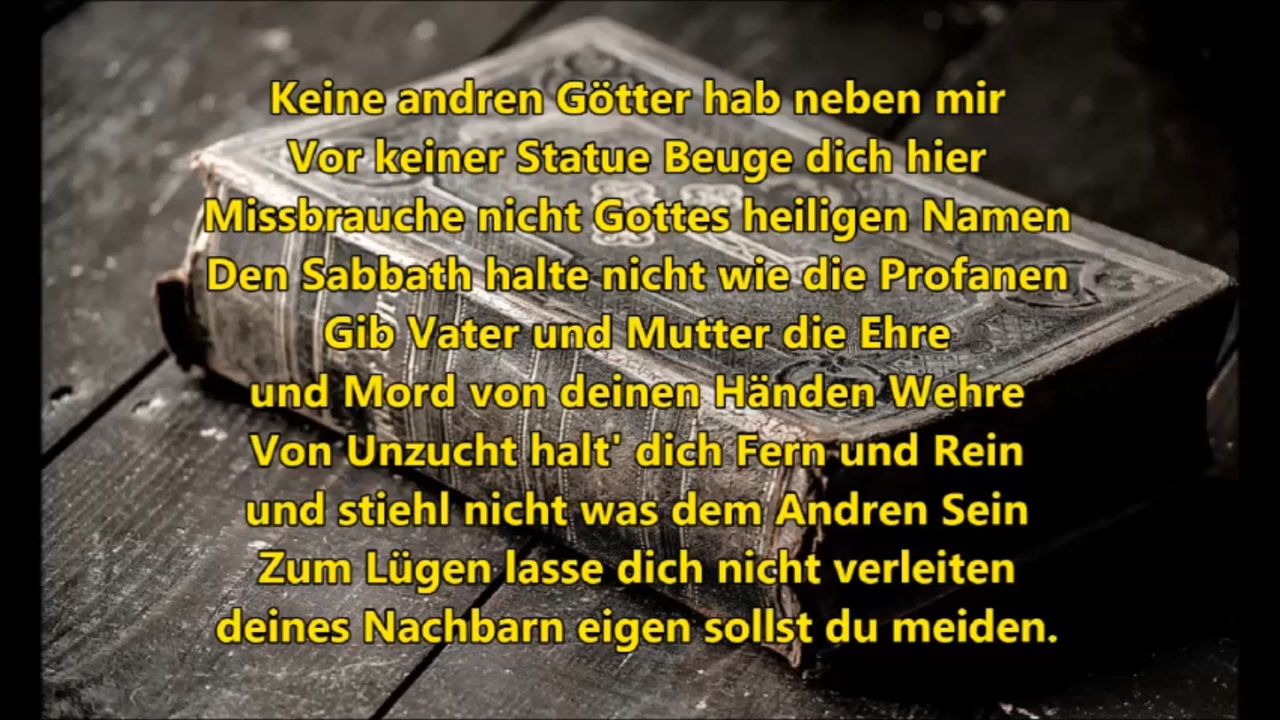 Keine andren Götter hab neben mir
Vor keiner Statue Beuge dich hier
Missbrauche nicht Gottes heiligen Namen
Den Sabbath halte nicht wie die Profanen
Gib Vater und Mutter die Ehre
und Mord von deinen Händen Wehre
Von Unzucht halt' dich Fern und Rein
und stiehl nicht was dem Andren Sein
Zum Lügen lasse dich nicht verleiten
deines Nachbarn eigen sollst du meiden.